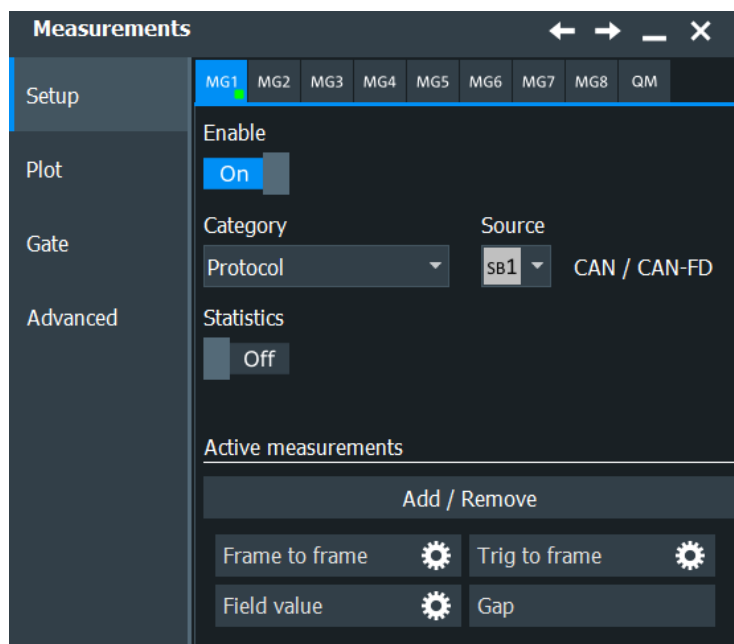 Measurements
Setup
Plot
Gate
Advanced
MG1 MG2 MG3 MG4 MG5 MG6 MG7 MG8 QM
Enable
On
Category Source
Protocol SB1 CAN / CAN-FD
Statistics
Off
Active measurements
Add / Remove
Frame to frame Trig to frame
Field value Gap